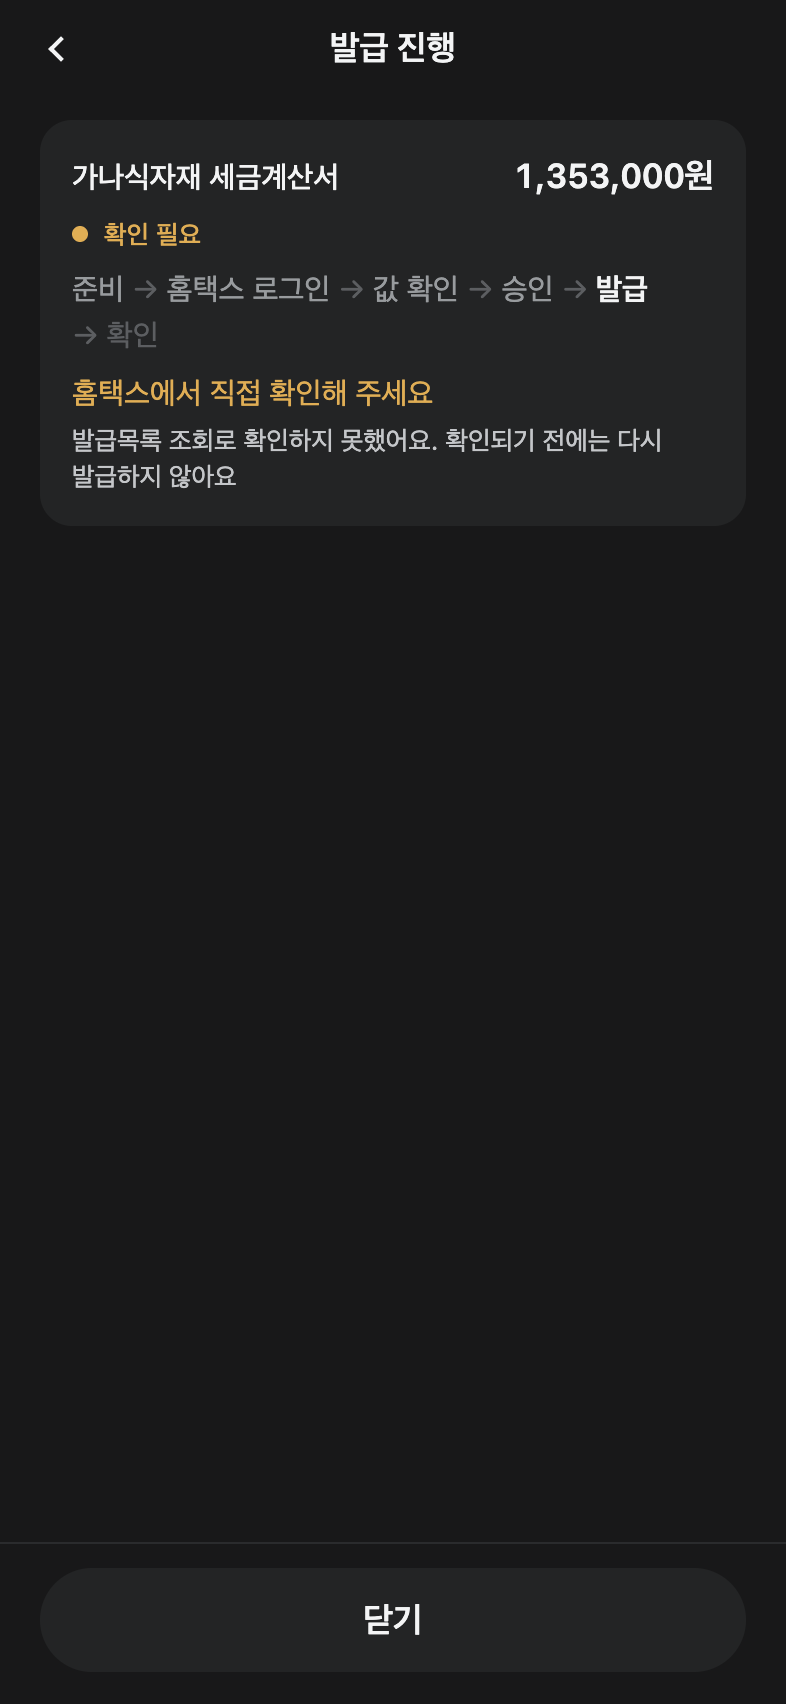 발급 진행
가나식자재 세금계산서 1,353,000원
확인 필요
준비 → 홈택스 로그인 → 값 확인 → 승인 → 발급
→ 확인
홈택스에서 직접 확인해 주세요
발급목록 조회로 확인하지 못했어요. 확인되기 전에는 다시
발급하지 않아요
닫기